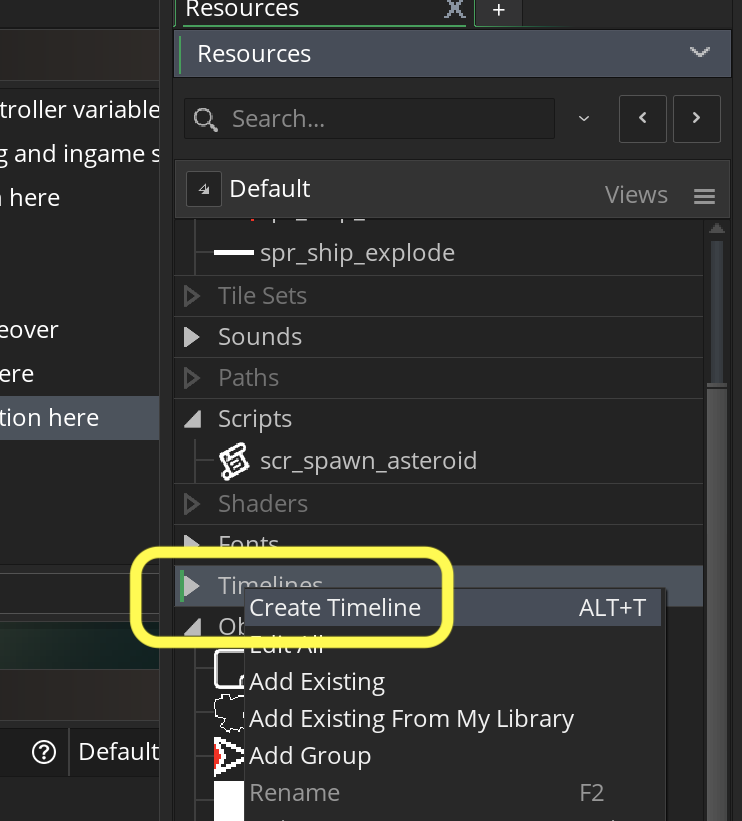 Resources
+
Resources
Search...
Default
Views
spr_ship_explode
Tile Sets
Sounds
Paths
Scripts
scr_spawn_asteroid
Shaders
Fonts
Timelines
Create Timeline ALT+T
Edit All
Add Existing
Add Existing From My Library
Add Group
Rename F2
troller variable
g and ingame s
here
eover
ere
tion here
? Default